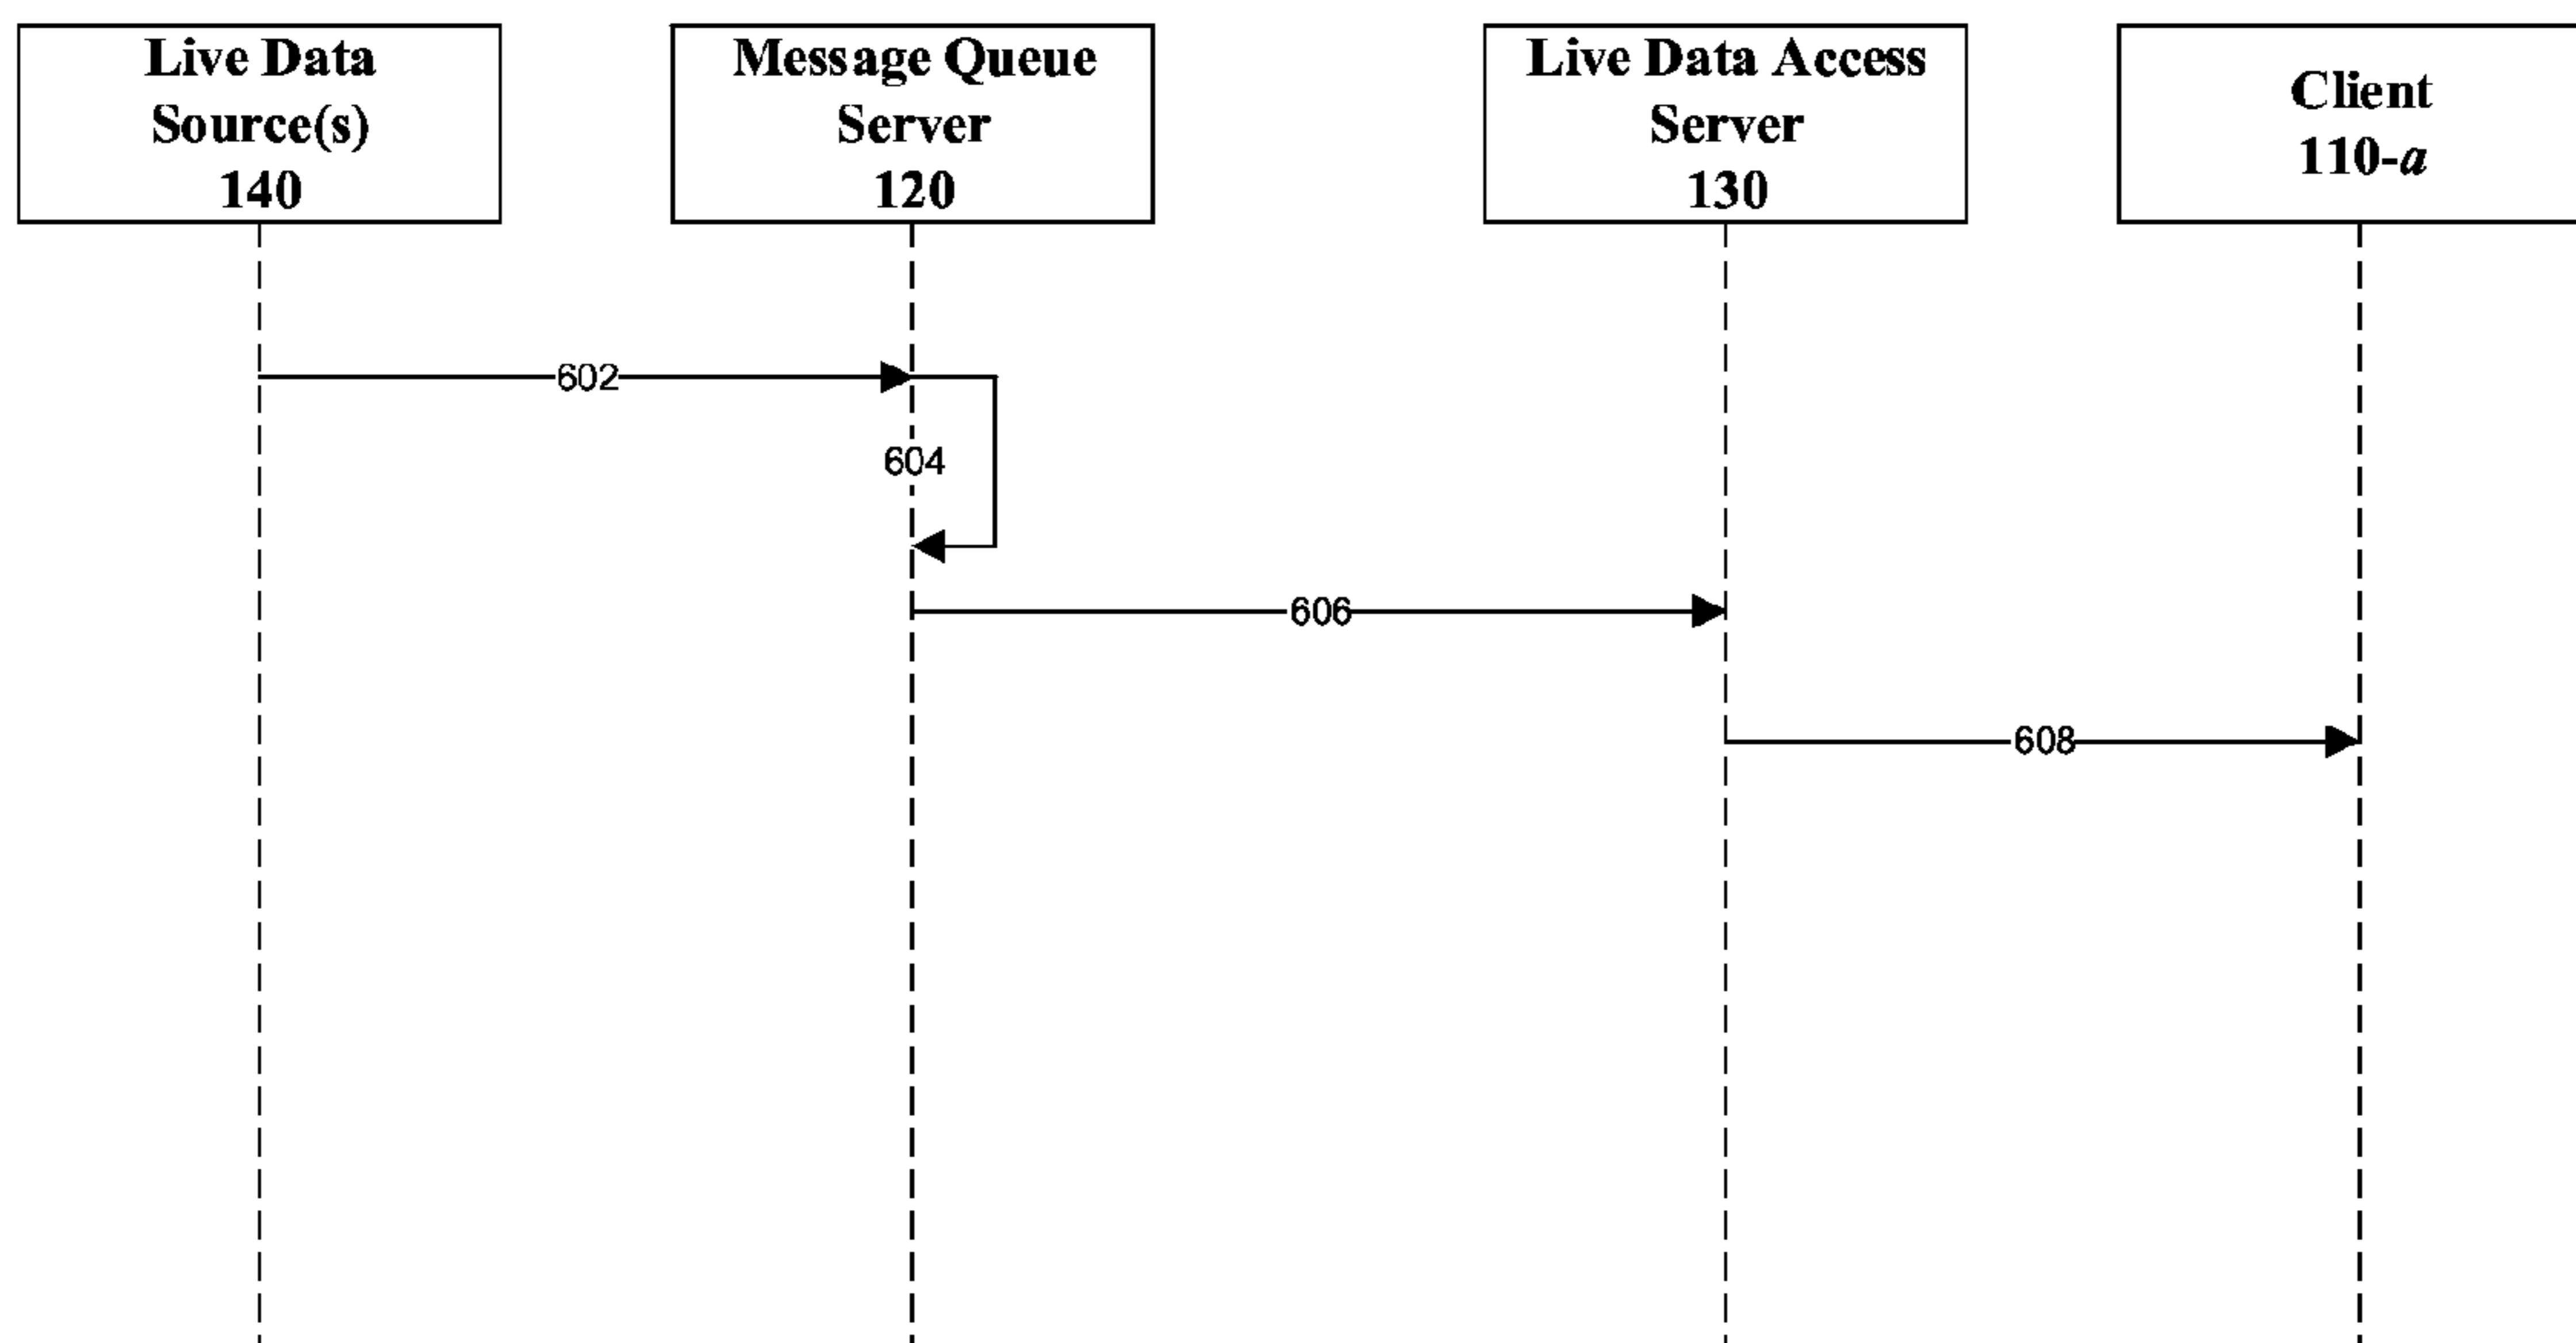 Live Data
Source(s)
140
Message Queue
Server
120
Live Data Access
Server
130
Client
110-a
602
604
606
608